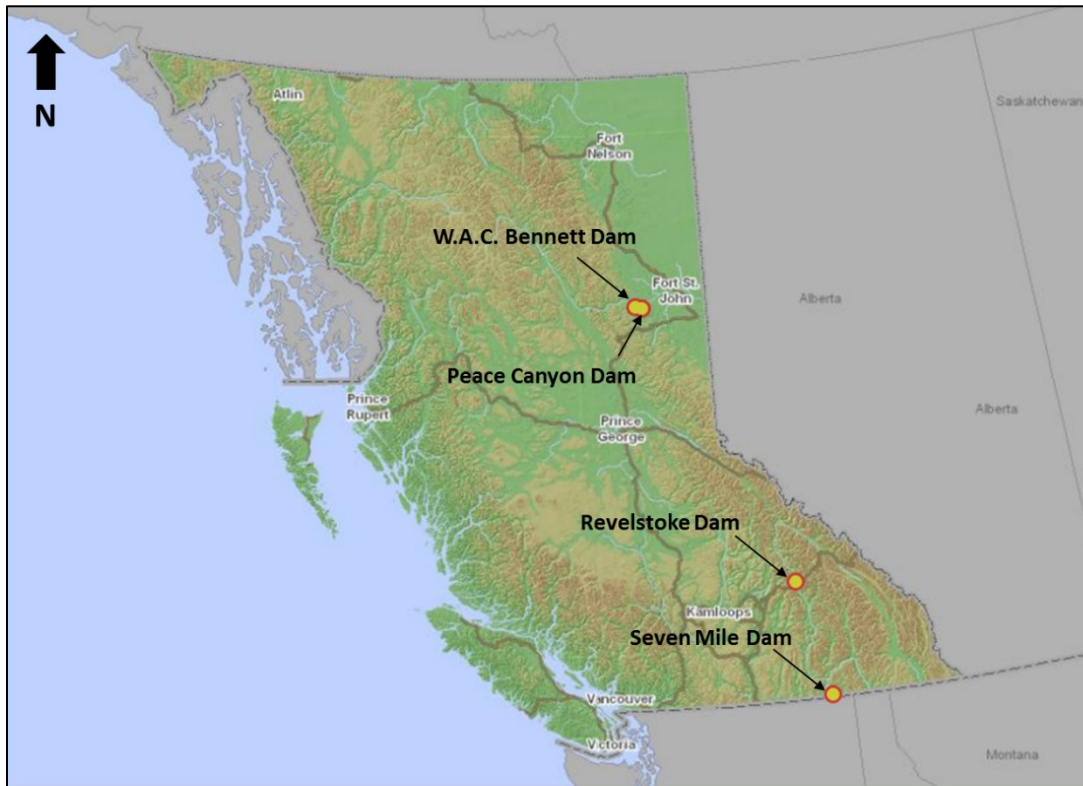 N
Atlin
Saskatchewan
Fort
Nelson
W.A.C. Bennett Dam
Fort St.
John
Alberta
Peace Canyon Dam
Prince
Rupert
Alberta
Prince
George
Revelstoke Dam
Kamloops
Seven Mile Dam
Vancouver
Victoria
Montana